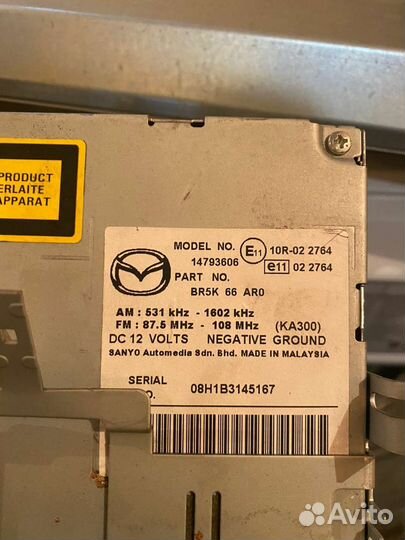 PRODUCT
ERLAITE
APPARAT
MODEL NO.
14793606
E11 10R-02 2764
e11 02 2764
PART NO.
BR5K 66 AR0
AM : 531 kHz - 1602 kHz
FM : 87.5 MHz - 108 MHz (KA300)
DC 12 VOLTS NEGATIVE GROUND
SANYO Automedia Sdn. Bhd. MADE IN MALAYSIA
SERIAL
O. 08H1B3145167
Avito